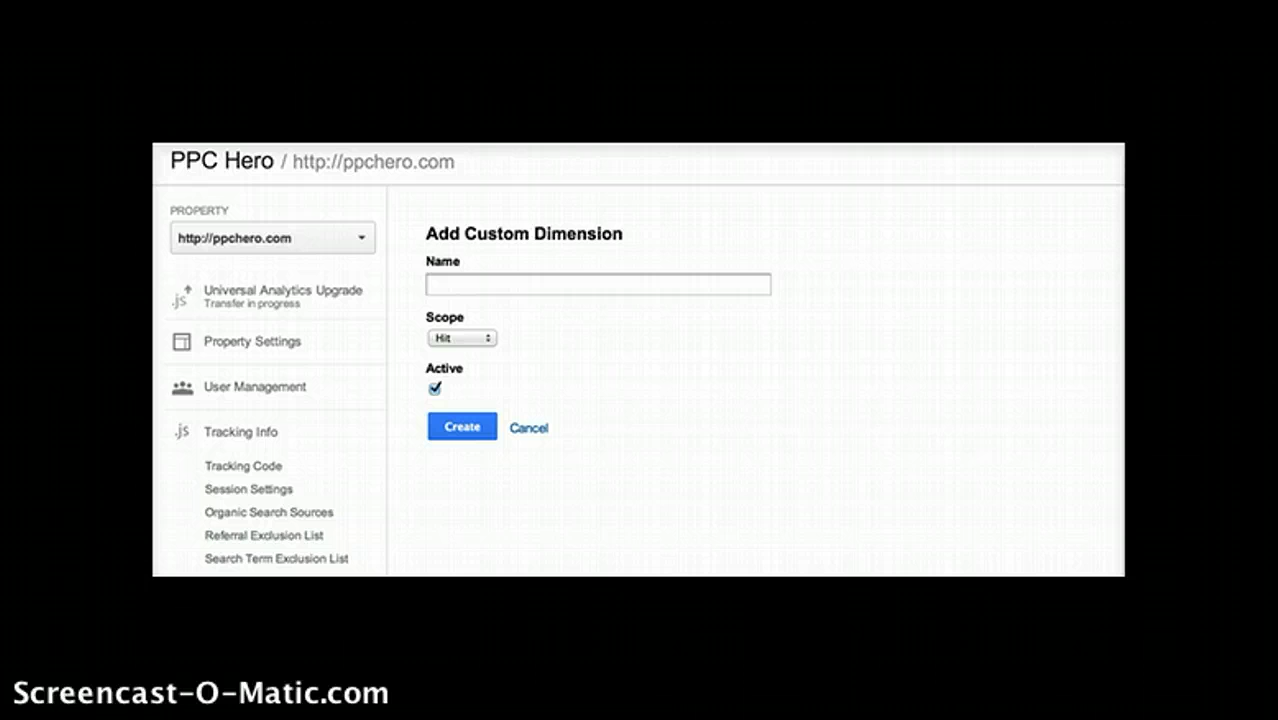 PPC Hero / http://ppchero.com
PROPERTY
http://ppchero.com
.js Universal Analytics Upgrade
Transfer in progress
Property Settings
User Management
.js Tracking Info
Tracking Code
Session Settings
Organic Search Sources
Referral Exclusion List
Search Term Exclusion List
Add Custom Dimension
Name
Scope
Hit
Active
Create Cancel
Screencast-O-Matic.com